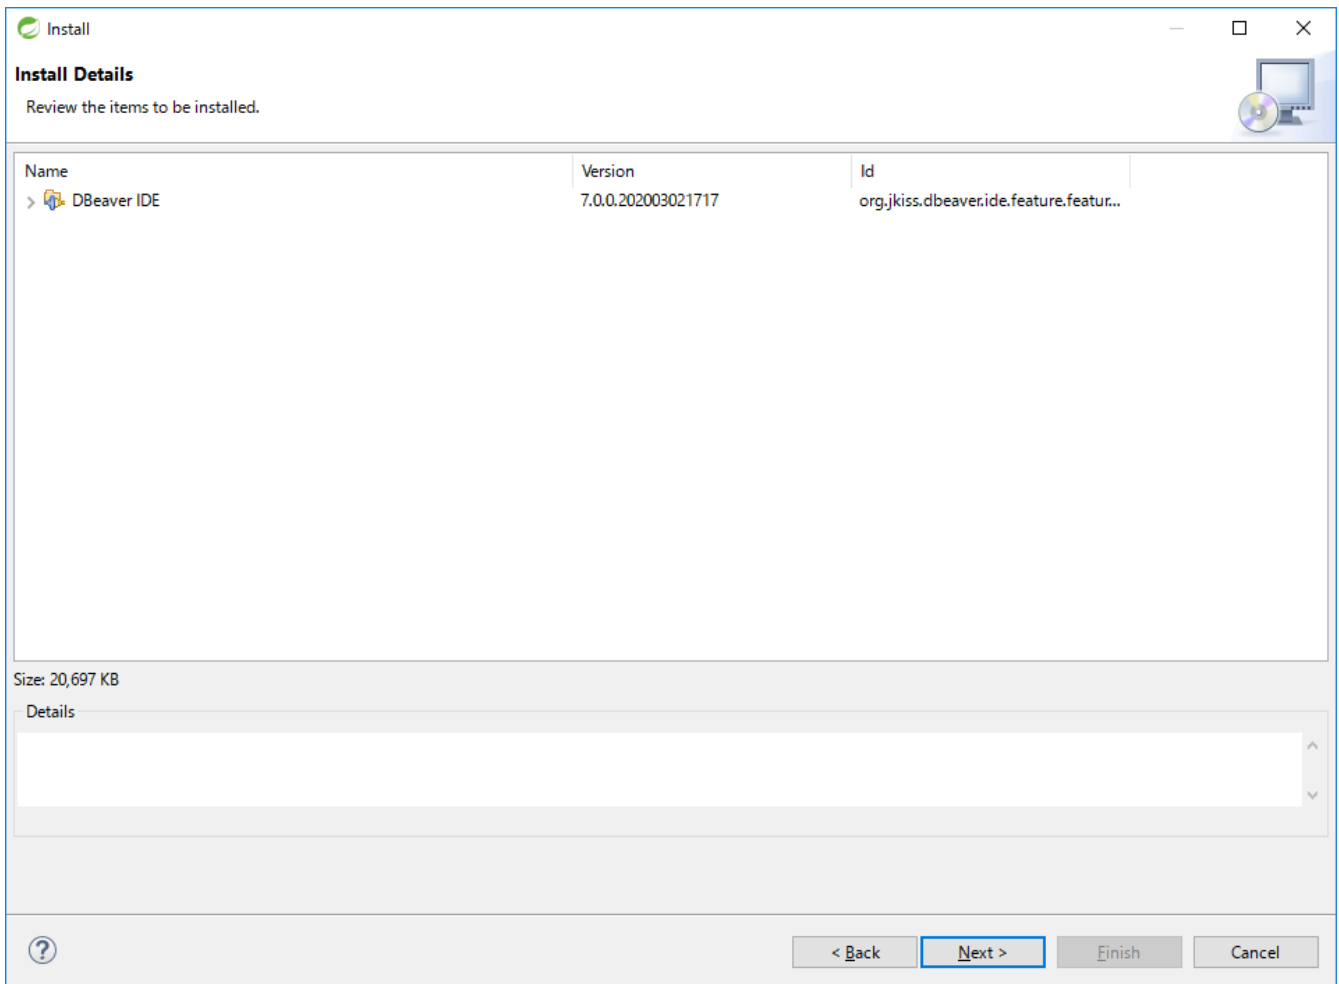 Install
Install Details
Review the items to be installed.
Name Version Id
DBeaver IDE 7.0.0.202003021717 org.jkiss.dbeaver.ide.feature.featur...
Size: 20,697 KB
Details
? < Back Next > Finish Cancel